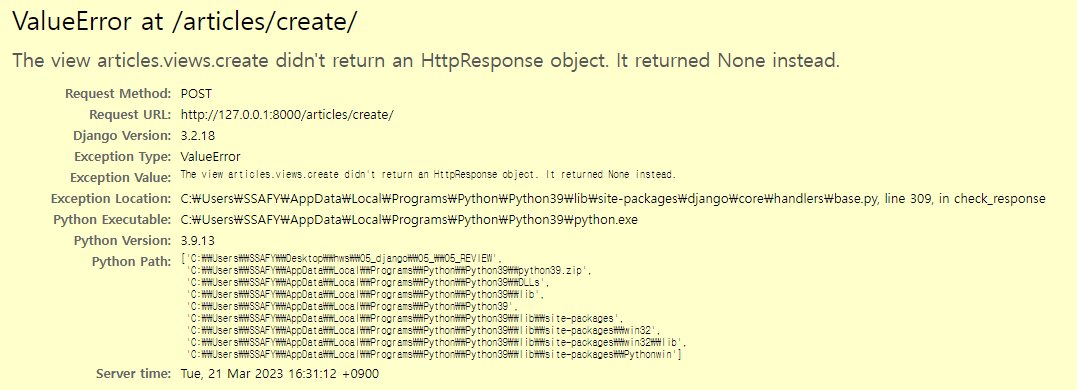 ValueError at /articles/create/
The view articles.views.create didn't return an HttpResponse object. It returned None instead.
Request Method: POST
Request URL: http://127.0.0.1:8000/articles/create/
Django Version: 3.2.18
Exception Type: ValueError
Exception Value: The view articles.views.create didn't return an HttpResponse object. It returned None instead.
Exception Location: C:₩Users₩SSAFY₩AppData₩Local₩Programs₩Python₩Python39₩lib₩site-packages₩django₩core₩handlers₩base.py, line 309, in check_response
Python Executable: C:₩Users₩SSAFY₩AppData₩Local₩Programs₩Python₩Python39₩python.exe
Python Version: 3.9.13
Python Path: ['C:₩₩Users₩₩SSAFY₩₩Desktop₩₩hws₩₩05_django₩₩05_₩₩05_REVIEW',
'C:₩₩Users₩₩SSAFY₩₩AppData₩₩Local₩₩Programs₩₩Python₩₩Python39₩₩python39.zip',
'C:₩₩Users₩₩SSAFY₩₩AppData₩₩Local₩₩Programs₩₩Python₩₩Python39₩₩DLLs',
'C:₩₩Users₩₩SSAFY₩₩AppData₩₩Local₩₩Programs₩₩Python₩₩Python39₩₩lib',
'C:₩₩Users₩₩SSAFY₩₩AppData₩₩Local₩₩Programs₩₩Python₩₩Python39',
'C:₩₩Users₩₩SSAFY₩₩AppData₩₩Local₩₩Programs₩₩Python₩₩Python39₩₩lib₩₩site-packages',
'C:₩₩Users₩₩SSAFY₩₩AppData₩₩Local₩₩Programs₩₩Python₩₩Python39₩₩lib₩₩site-packages₩₩win32',
'C:₩₩Users₩₩SSAFY₩₩AppData₩₩Local₩₩Programs₩₩Python₩₩Python39₩₩lib₩₩site-packages₩₩win32₩₩lib',
'C:₩₩Users₩₩SSAFY₩₩AppData₩₩Local₩₩Programs₩₩Python₩₩Python39₩₩lib₩₩site-packages₩₩Pythonwin']
Server time: Tue, 21 Mar 2023 16:31:12 +0900